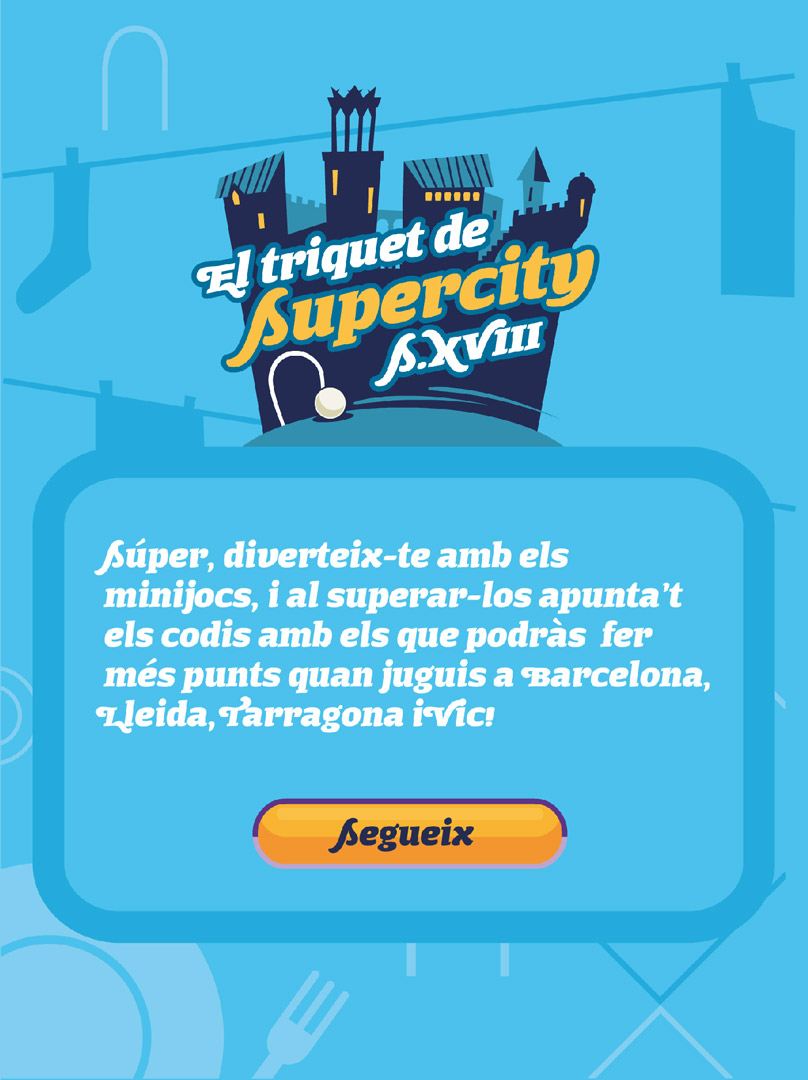 El triquet de
Supercity
S.XVIII
Súper, diverteix-te amb els
minijocs, i al superar-los apunta't
els codis amb els que podràs fer
més punts quan juguis a Barcelona,
Lleida, Tarragona i Vic!
Segueix